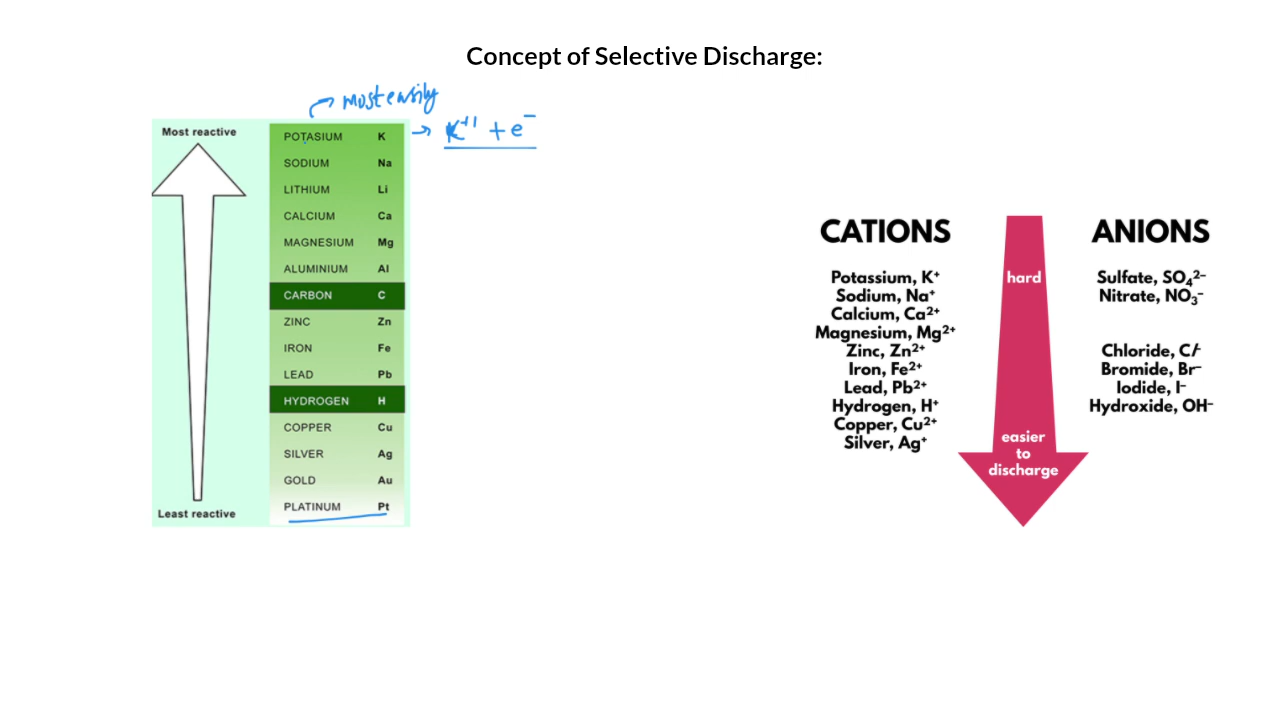 Concept of Selective Discharge:
most easily
Most reactive
POTASIUM K → K⁺¹ + e⁻
SODIUM Na
LITHIUM Li
CALCIUM Ca
MAGNESIUM Mg
ALUMINIUM Al
CARBON C
ZINC Zn
IRON Fe
LEAD Pb
HYDROGEN H
COPPER Cu
SILVER Ag
GOLD Au
PLATINUM Pt
Least reactive
CATIONS
Potassium, K⁺
Sodium, Na⁺
Calcium, Ca²⁺
Magnesium, Mg²⁺
Zinc, Zn²⁺
Iron, Fe²⁺
Lead, Pb²⁺
Hydrogen, H⁺
Copper, Cu²⁺
Silver, Ag⁺
hard
easier
to
discharge
ANIONS
Sulfate, SO₄²⁻
Nitrate, NO₃⁻
Chloride, Cl⁻
Bromide, Br⁻
Iodide, I⁻
Hydroxide, OH⁻